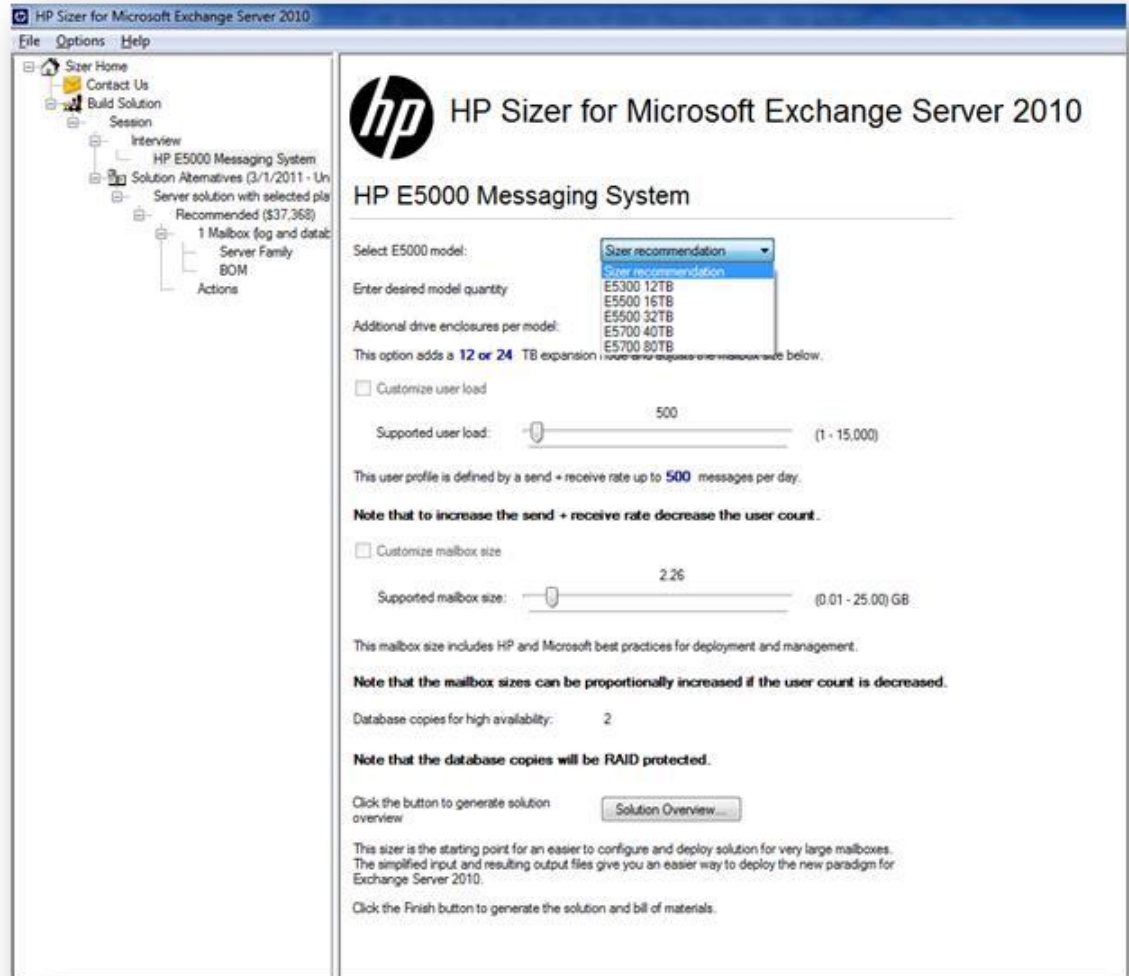 HP Sizer for Microsoft Exchange Server 2010
File Options Help
Sizer Home
Contact Us
Build Solution
Session
Interview
HP E5000 Messaging System
Solution Alternatives (3/1/2011 - Un
Server solution with selected pla
Recommended ($37,368)
1 Mailbox (log and datab
Server Family
BOM
Actions
hp HP Sizer for Microsoft Exchange Server 2010
HP E5000 Messaging System
Select E5000 model: Sizer recommendation
Sizer recommendation
E5300 12TB
Enter desired model quantity
E5500 16TB
E5500 32TB
Additional drive enclosures per model:
E5700 40TB
E5700 80TB
This option adds a 12 or 24 TB expansion node and adjusts the mailbox size below.
Customize user load
500
Supported user load: (1 - 15,000)
This user profile is defined by a send + receive rate up to 500 messages per day.
Note that to increase the send + receive rate decrease the user count.
Customize mailbox size
2.26
Supported mailbox size: (0.01 - 25.00) GB
This mailbox size includes HP and Microsoft best practices for deployment and management.
Note that the mailbox sizes can be proportionally increased if the user count is decreased.
Database copies for high availability: 2
Note that the database copies will be RAID protected.
Click the button to generate solution
overview
Solution Overview...
This sizer is the starting point for an easier to configure and deploy solution for very large mailboxes.
The simplified input and resulting output files give you an easier way to deploy the new paradigm for
Exchange Server 2010.
Click the Finish button to generate the solution and bill of materials.